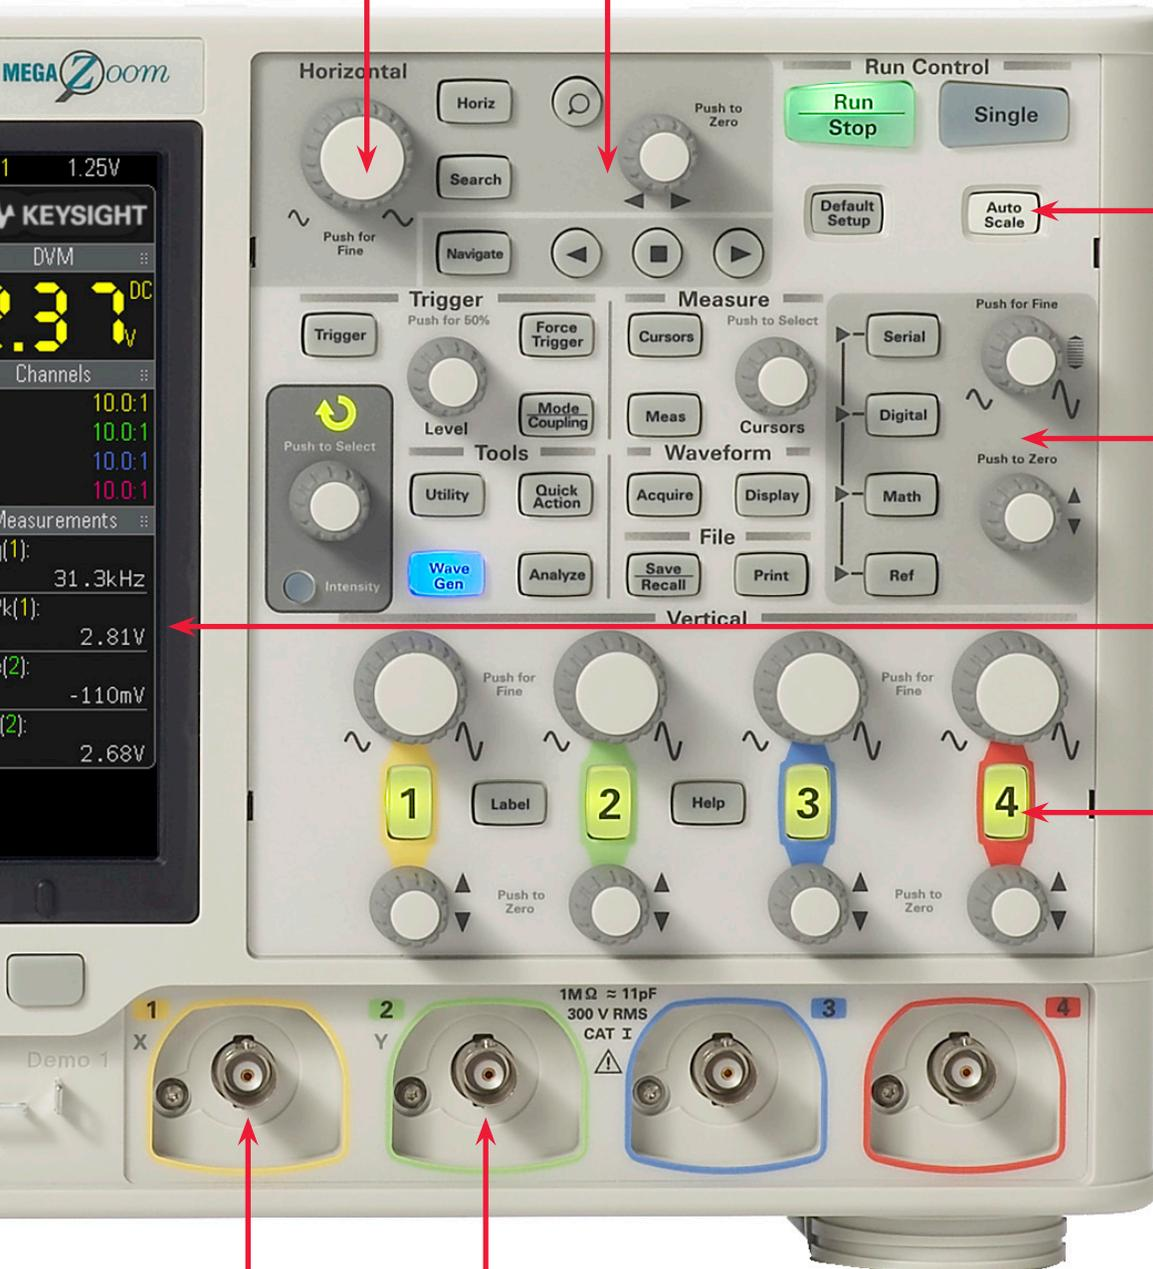 MEGA Zoom
1 1.25V
KEYSIGHT
DVM
.37 DC
V
Channels
10.0:1
10.0:1
10.0:1
10.0:1
Measurements
(1):
31.3kHz
k(1):
2.81V
(2):
-110mV
(2):
2.68V
Horizontal
Horiz
Search
Navigate
Push for
Fine
Push to
Zero
Run Control
Run
Stop
Single
Default
Setup
Auto
Scale
Trigger
Push for 50%
Trigger
Force
Trigger
Mode
Coupling
Level
Push to Select
Intensity
Tools
Utility
Quick
Action
Wave
Gen
Analyze
Measure
Push to Select
Cursors
Meas
Cursors
Waveform
Acquire
Display
File
Save
Recall
Print
Serial
Digital
Math
Ref
Push for Fine
Push to Zero
Vertical
Push for
Fine
Push for
Fine
1
Label
2
Help
3
4
Push to
Zero
Push to
Zero
1
X
2
Y
1MΩ ≈ 11pF
300 V RMS
CAT I
3
4
Demo 1